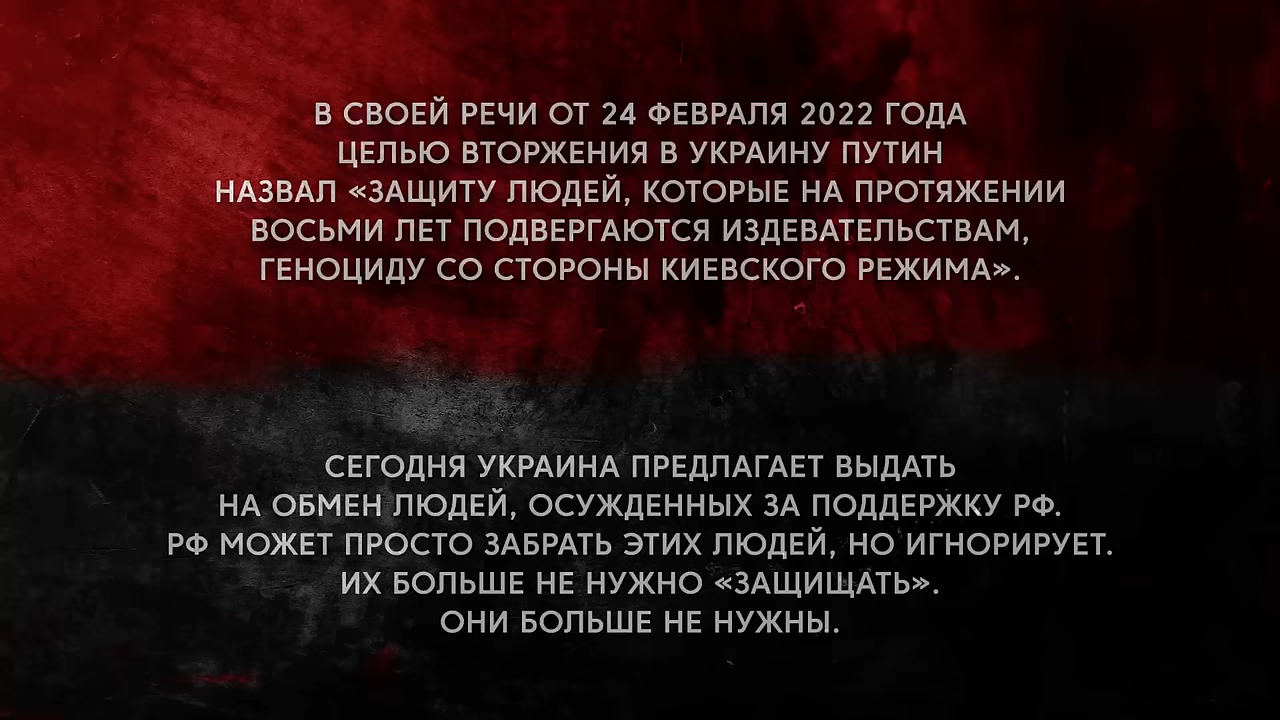 В СВОЕЙ РЕЧИ ОТ 24 ФЕВРАЛЯ 2022 ГОДА
ЦЕЛЬЮ ВТОРЖЕНИЯ В УКРАИНУ ПУТИН
НАЗВАЛ «ЗАЩИТУ ЛЮДЕЙ, КОТОРЫЕ НА ПРОТЯЖЕНИИ
ВОСЬМИ ЛЕТ ПОДВЕРГАЮТСЯ ИЗДЕВАТЕЛЬСТВАМ,
ГЕНОЦИДУ СО СТОРОНЫ КИЕВСКОГО РЕЖИМА».
СЕГОДНЯ УКРАИНА ПРЕДЛАГАЕТ ВЫДАТЬ
НА ОБМЕН ЛЮДЕЙ, ОСУЖДЕННЫХ ЗА ПОДДЕРЖКУ РФ.
РФ МОЖЕТ ПРОСТО ЗАБРАТЬ ЭТИХ ЛЮДЕЙ, НО ИГНОРИРУЕТ.
ИХ БОЛЬШЕ НЕ НУЖНО «ЗАЩИЩАТЬ».
ОНИ БОЛЬШЕ НЕ НУЖНЫ.